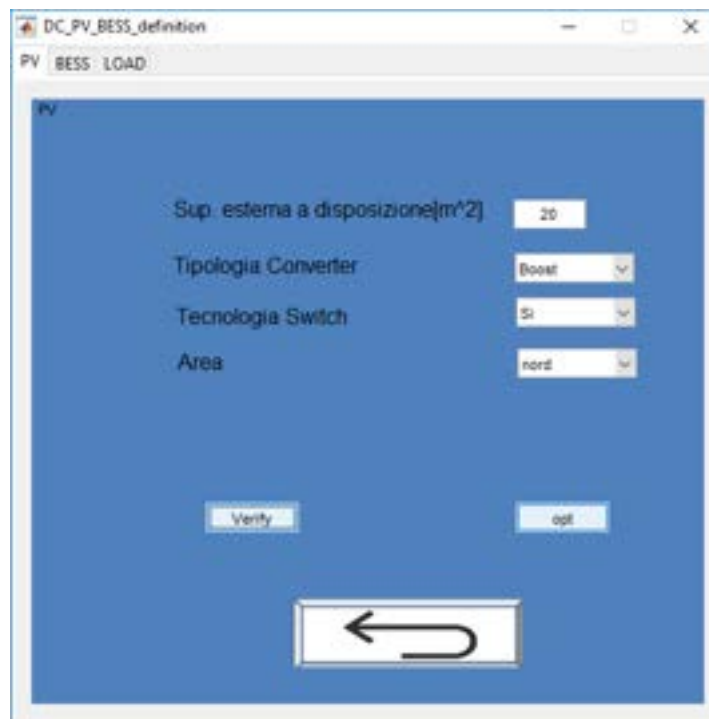 DC_PV_BESS_definition
PV BESS LOAD
PV
Sup. esterna a disposizione[m^2] 20
Tipologia Converter Boost
Tecnologia Switch Si
Area nord
Verify opt